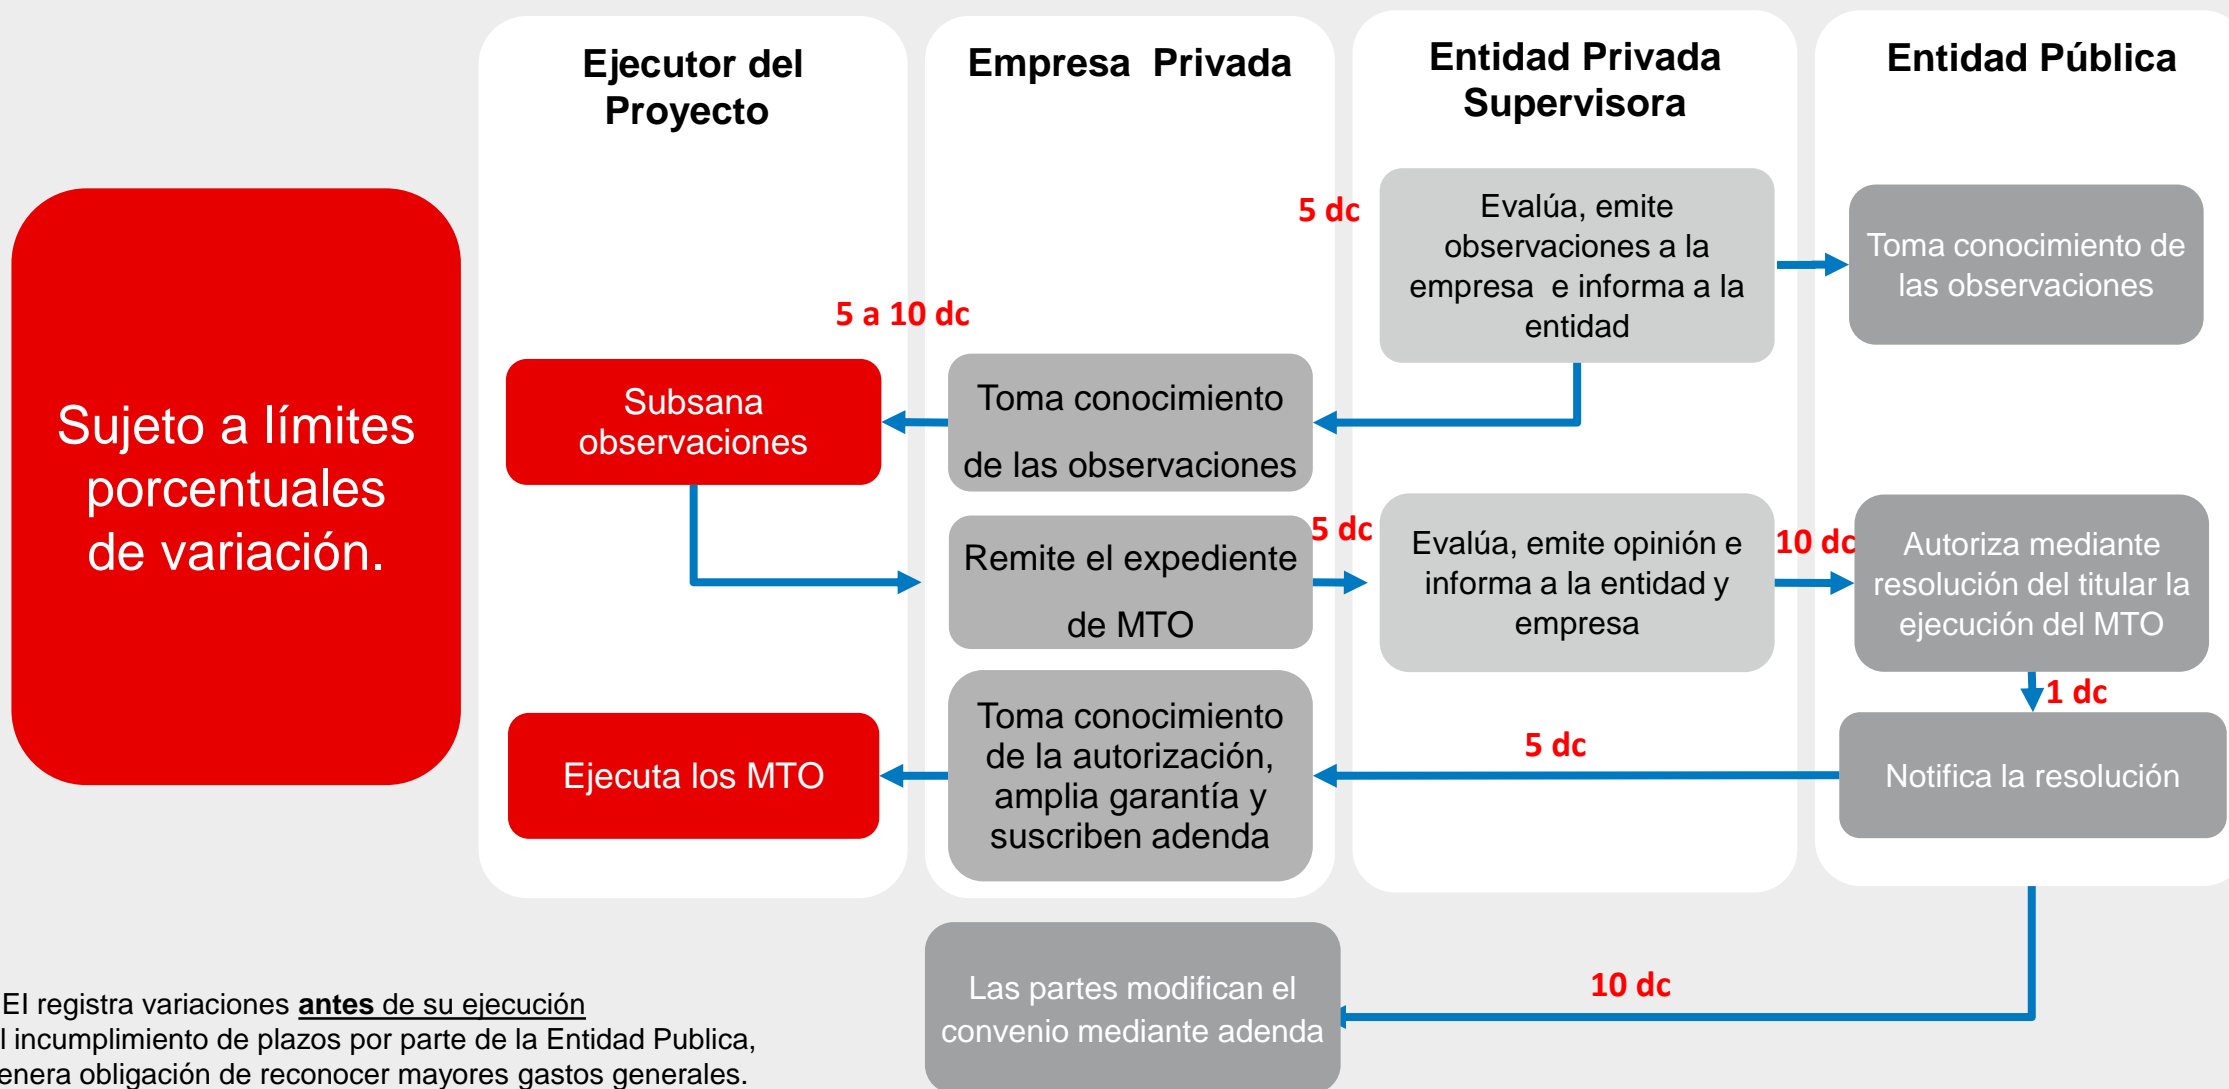 Ejecutor del
Proyecto
Empresa  Privada
Entidad Privada
Supervisora
Entidad Pública
Sujeto a límites
porcentuales
de variación.
5 dc
Evalúa, emite
observaciones a la
empresa  e informa a la
entidad
Toma conocimiento de
las observaciones
5 a 10 dc
Subsana
observaciones
Toma conocimiento
de las observaciones
Remite el expediente
de MTO
5 dc
Evalúa, emite opinión e
informa a la entidad y
empresa
10 dc
Autoriza mediante
resolución del titular la
ejecución del MTO
1 dc
Ejecuta los MTO
Toma conocimiento
de la autorización,
amplia garantía y
suscriben adenda
5 dc
Notifica la resolución
Las partes modifican el
convenio mediante adenda
10 dc
EI registra variaciones antes de su ejecución
l incumplimiento de plazos por parte de la Entidad Publica,
enera obligación de reconocer mayores gastos generales.